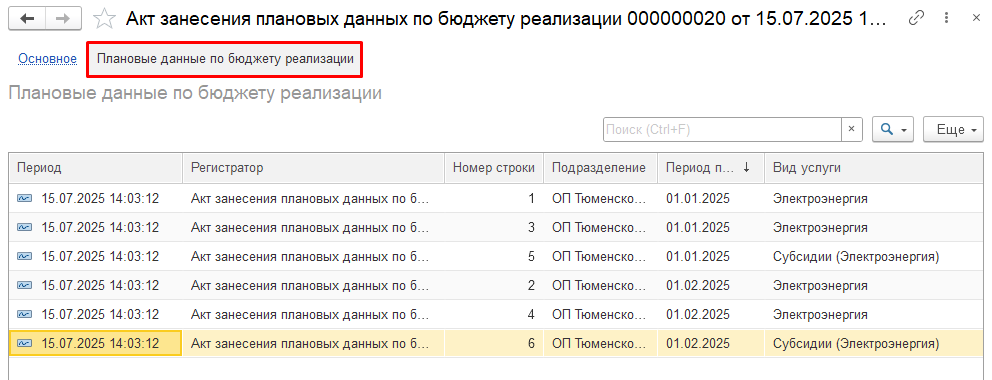 Акт занесения плановых данных по бюджету реализации 000000020 от 15.07.2025 1...
Основное Плановые данные по бюджету реализации
Плановые данные по бюджету реализации
Поиск (Ctrl+F) × Еще
Период Регистратор Номер строки Подразделение Период п... ↓ Вид услуги
15.07.2025 14:03:12 Акт занесения плановых данных по б... 1 ОП Тюменско... 01.01.2025 Электроэнергия
15.07.2025 14:03:12 Акт занесения плановых данных по б... 3 ОП Тюменско... 01.01.2025 Электроэнергия
15.07.2025 14:03:12 Акт занесения плановых данных по б... 5 ОП Тюменско... 01.01.2025 Субсидии (Электроэнергия)
15.07.2025 14:03:12 Акт занесения плановых данных по б... 2 ОП Тюменско... 01.02.2025 Электроэнергия
15.07.2025 14:03:12 Акт занесения плановых данных по б... 4 ОП Тюменско... 01.02.2025 Электроэнергия
15.07.2025 14:03:12 Акт занесения плановых данных по б... 6 ОП Тюменско... 01.02.2025 Субсидии (Электроэнергия)